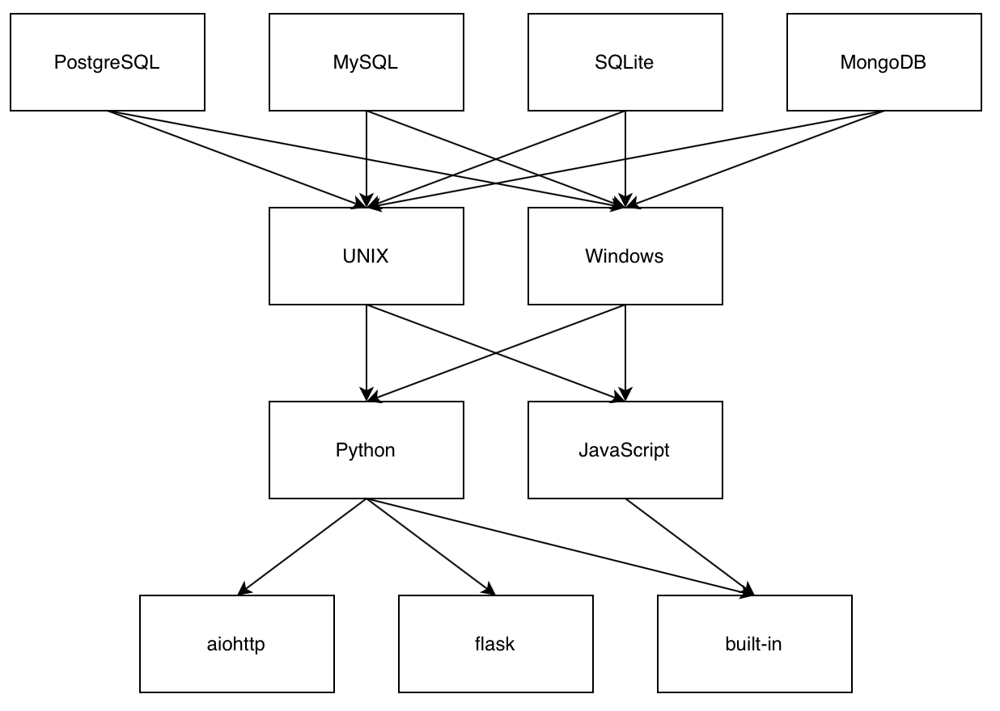 PostgreSQL
MySQL
SQLite
MongoDB
UNIX
Windows
Python
JavaScript
aiohttp
flask
built-in